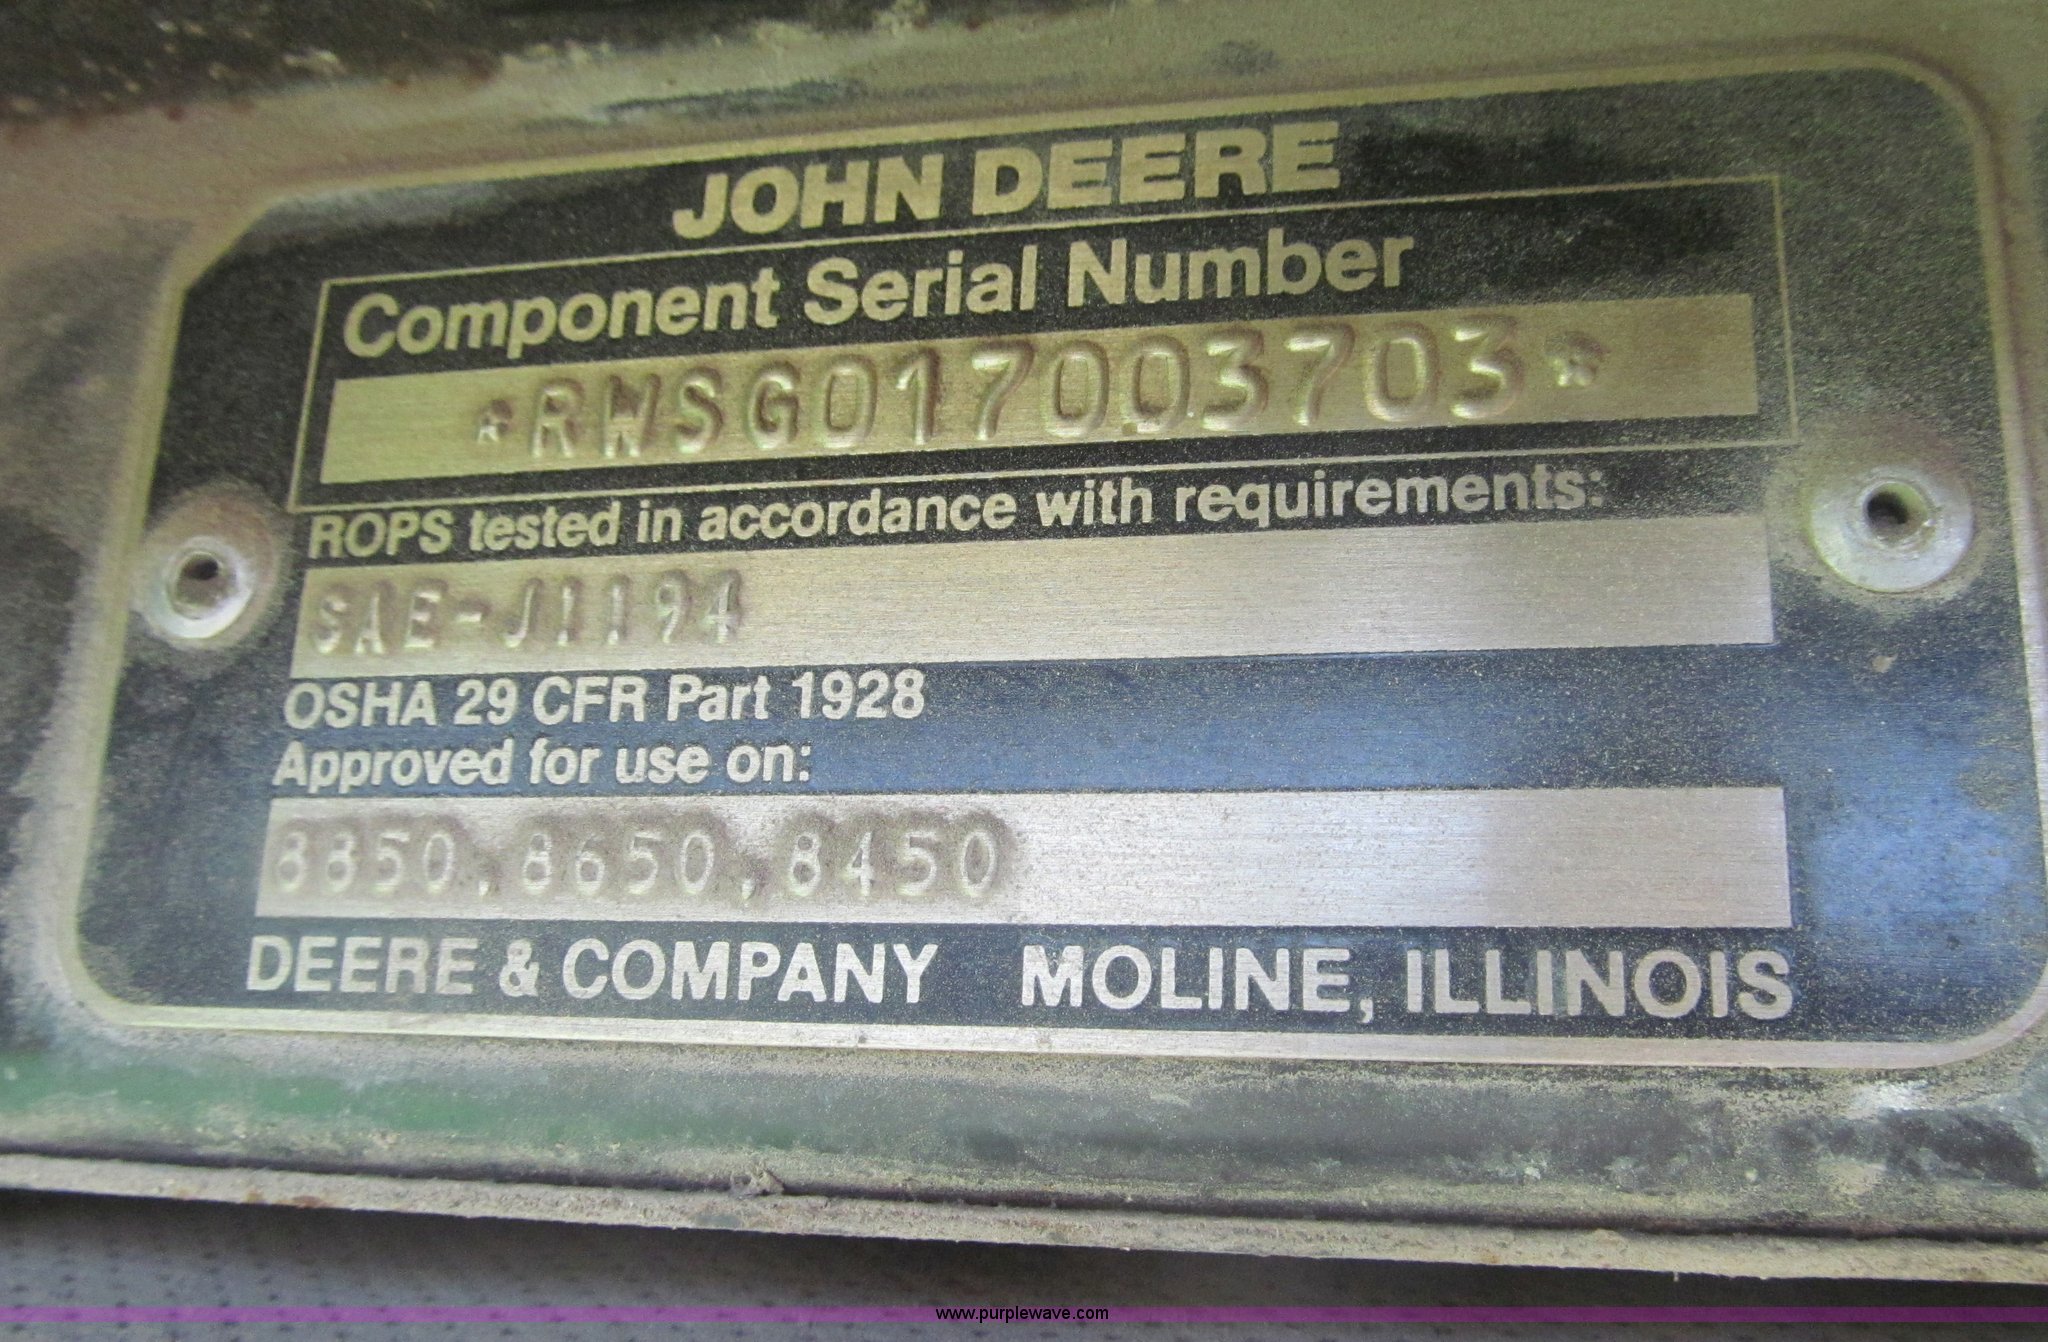 JOHN DEERE
Component Serial Number
*RWSG017003703*
ROPS tested in accordance with requirements:
SAE-J1194
OSHA 29 CFR Part 1928
Approved for use on:
8850,8650,8450
DEERE & COMPANY MOLINE, ILLINOIS
www.purplewave.com